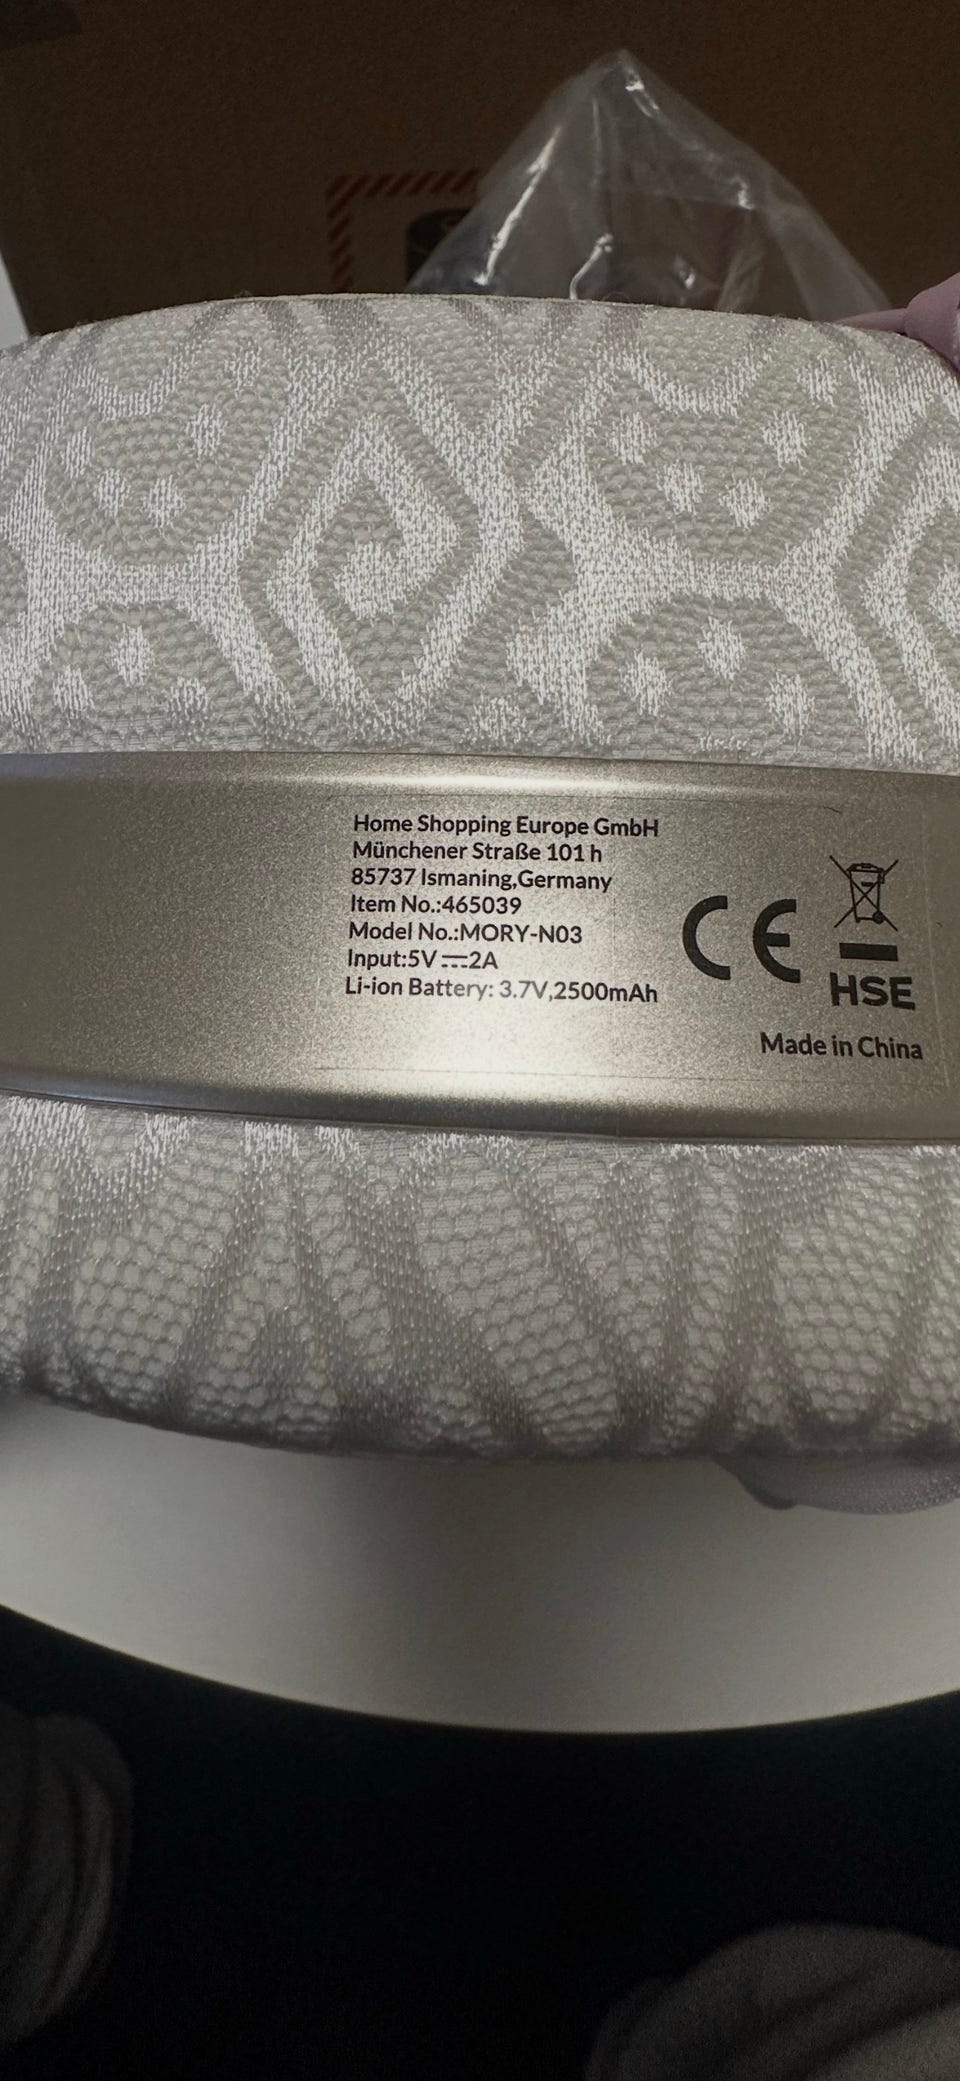 Home Shopping Europe GmbH
Münchener Straße 101 h
85737 Ismaning,Germany
Item No.:465039
Model No.:MORY-N03
Input:5V⎓2A
Li-ion Battery: 3.7V,2500mAh
CE
HSE
Made in China